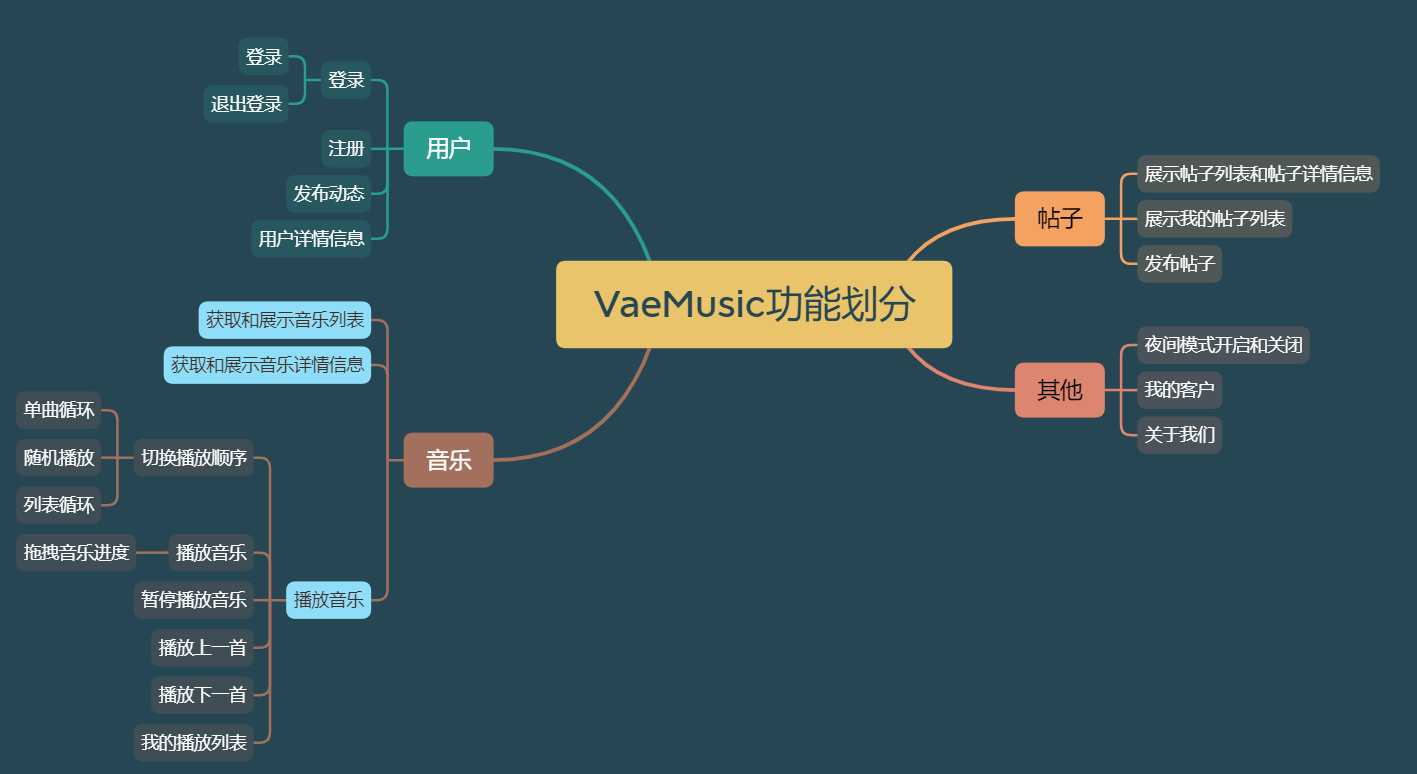 VaeMusic功能划分
用户
登录
登录
退出登录
注册
发布动态
用户详情信息
音乐
获取和展示音乐列表
获取和展示音乐详情信息
播放音乐
切换播放顺序
单曲循环
随机播放
列表循环
播放音乐
拖拽音乐进度
暂停播放音乐
播放上一首
播放下一首
我的播放列表
帖子
展示帖子列表和帖子详情信息
展示我的帖子列表
发布帖子
其他
夜间模式开启和关闭
我的客户
关于我们